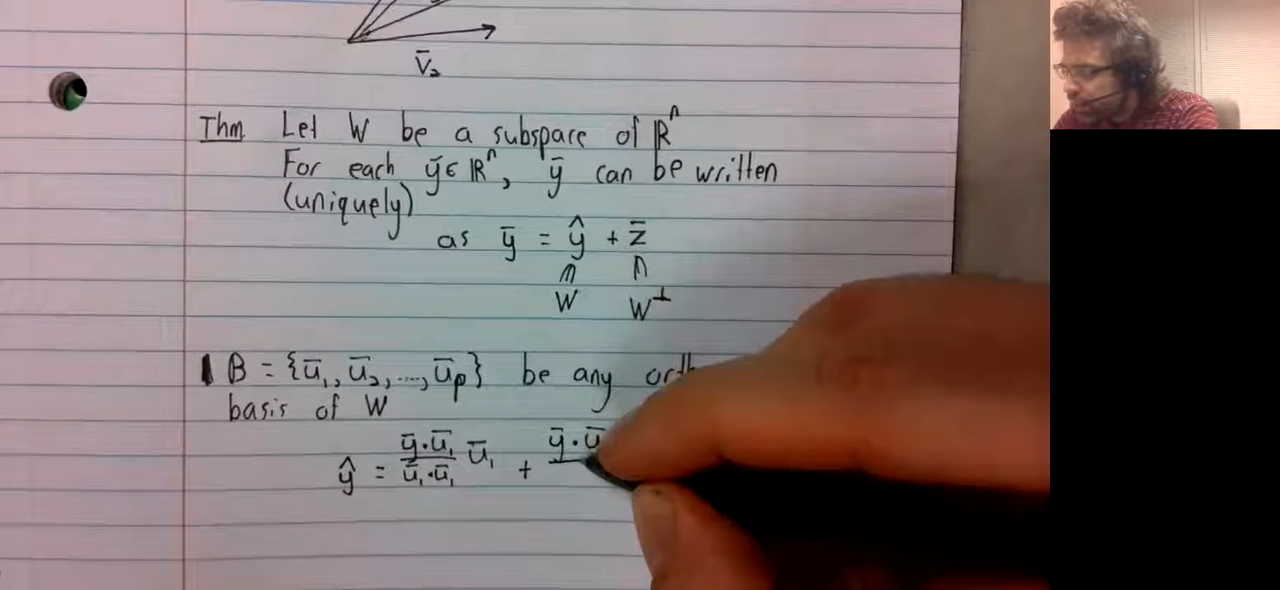 V̄₂
Thm Let W be a subspace of ℝⁿ
For each ȳ ∈ ℝⁿ, ȳ can be written
(uniquely)
as ȳ = ŷ + z̄
∩ ∩
W W⊥
B = {ū₁, ū₂, ..., ūp} be any orth
basis of W
ŷ = ȳ·ū₁/ū₁·ū₁ ū₁ + ȳ·ū